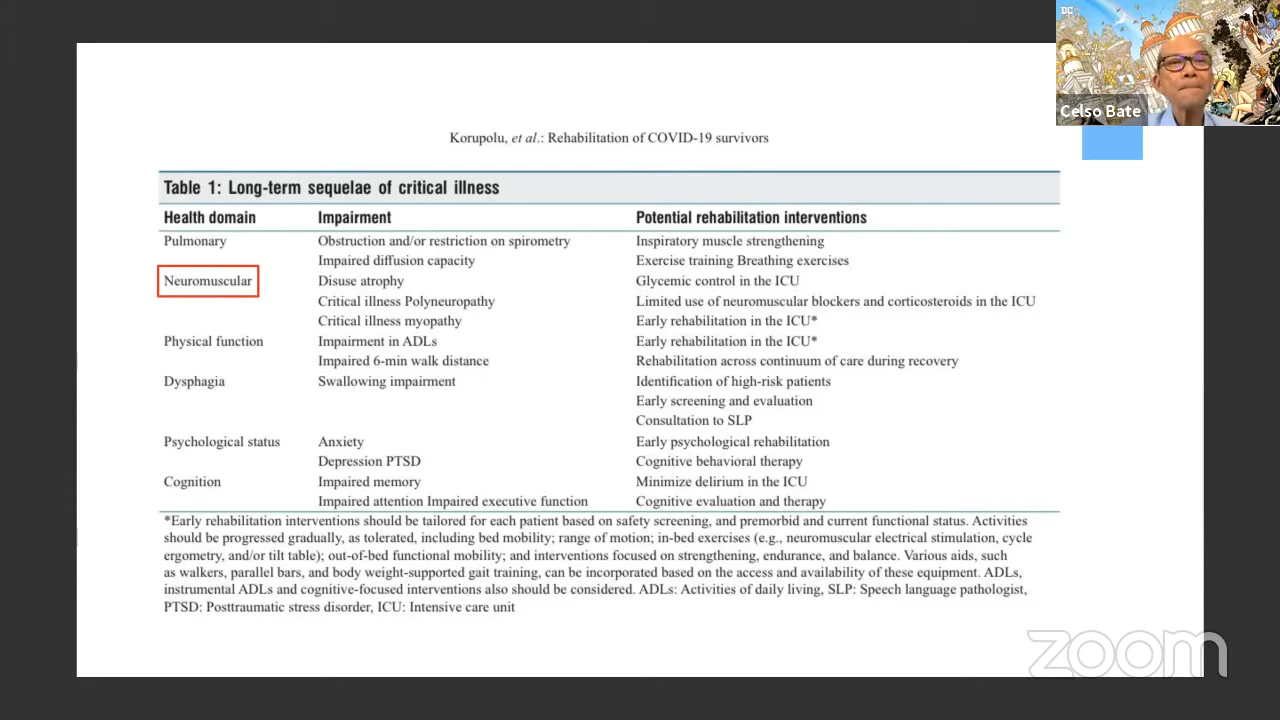 DC
Celso Bate
Korupolu, et al.: Rehabilitation of COVID-19 survivors
Table 1: Long-term sequelae of critical illness
Health domain Impairment Potential rehabilitation interventions
Pulmonary Obstruction and/or restriction on spirometry Inspiratory muscle strengthening
Impaired diffusion capacity Exercise training Breathing exercises
Neuromuscular Disuse atrophy Glycemic control in the ICU
Critical illness Polyneuropathy Limited use of neuromuscular blockers and corticosteroids in the ICU
Critical illness myopathy Early rehabilitation in the ICU*
Physical function Impairment in ADLs Early rehabilitation in the ICU*
Impaired 6-min walk distance Rehabilitation across continuum of care during recovery
Dysphagia Swallowing impairment Identification of high-risk patients
Early screening and evaluation
Consultation to SLP
Psychological status Anxiety Early psychological rehabilitation
Depression PTSD Cognitive behavioral therapy
Cognition Impaired memory Minimize delirium in the ICU
Impaired attention Impaired executive function Cognitive evaluation and therapy
*Early rehabilitation interventions should be tailored for each patient based on safety screening, and premorbid and current functional status. Activities
should be progressed gradually, as tolerated, including bed mobility; range of motion; in-bed exercises (e.g., neuromuscular electrical stimulation, cycle
ergometry, and/or tilt table); out-of-bed functional mobility; and interventions focused on strengthening, endurance, and balance. Various aids, such
as walkers, parallel bars, and body weight-supported gait training, can be incorporated based on the access and availability of these equipment. ADLs,
instrumental ADLs and cognitive-focused interventions also should be considered. ADLs: Activities of daily living, SLP: Speech language pathologist,
PTSD: Posttraumatic stress disorder, ICU: Intensive care unit
zoom